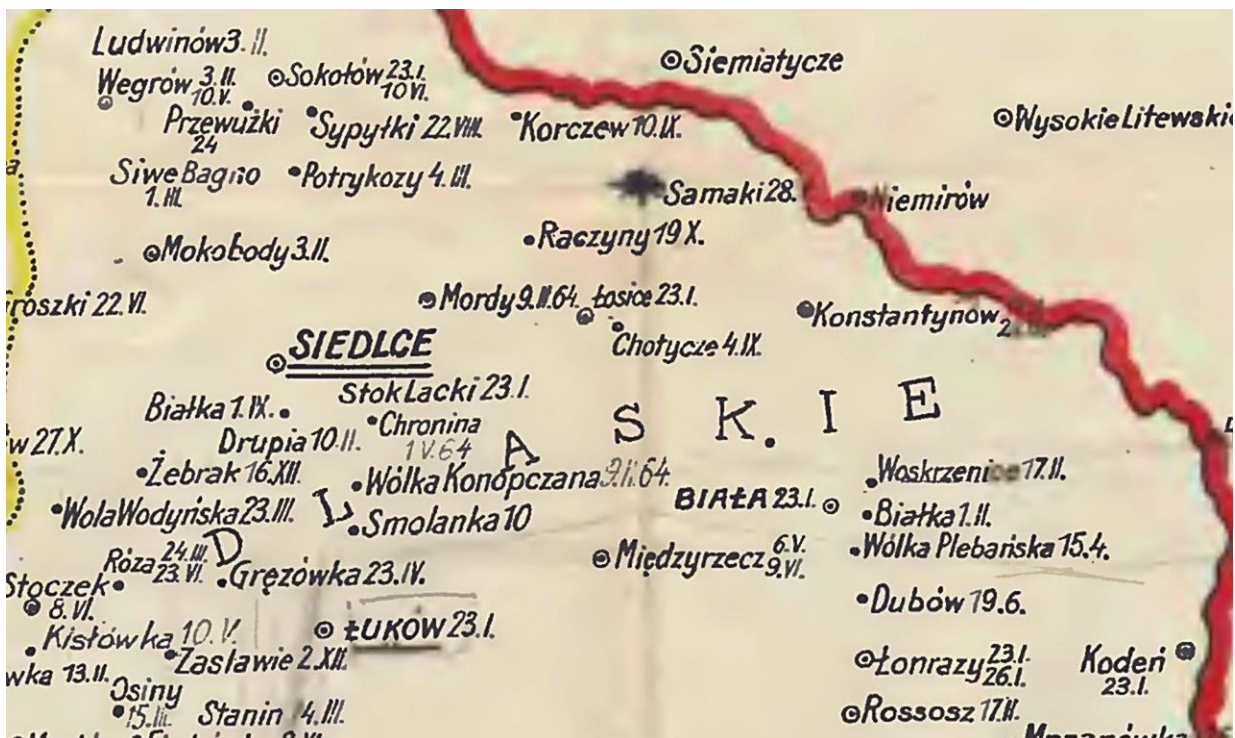 Ludwinów 3. II.
Wegrów 3. II.
10. V.
Sokołów 23. I.
10 VI.
Siemiatycze
Przewużki
24
Sypyłki 22 VIII.
Korczew 10. IX.
Wysokie Litewskie
Siwe Bagno
1. III.
Potrykozy 4. III.
Samaki 28.
Niemirów
Mokobody 3. II.
Raczyny 19 X.
roszki 22. VI.
Mordy 9. II. 64.
Łosice 23. I.
Konstantynów
Chotycze 4. IX.
SIEDLCE
Stok Lacki 23. I.
Białka 1. IX.
Chronina
1 V. 64
Drupia 10. II.
L A S K I E
D
w 27. X.
Żebrak 16. XII.
Wólka Konopczana 9. II. 64.
Woskrzenice 17. II.
BIAŁA 23. I.
Wola Wodyńska 23. III.
Smolanka 10
Białka 1. II.
Róza 24. III.
23. VI.
Gręzówka 23. IV.
Międzyrzecz 6. V.
9. VI.
Wólka Plebańska 15. 4.
Stoczek
8. VI.
Dubów 19. 6.
Kisłówka 10. V.
ŁUKÓW 23. I.
Zasławie 2. XII.
wka 13. II.
Łonrazy 23. I.
26. I.
Kodeń
23. I.
Osiny
15. III.
Stanin 4. III.
Rossosz 17. II.